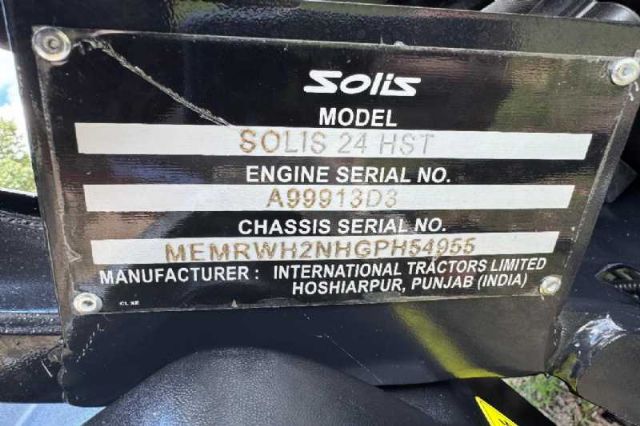 Solis
MODEL
SOLIS 24 HST
ENGINE SERIAL NO.
A99913D3
CHASSIS SERIAL NO.
MEMRWH2NHGPH54955
MANUFACTURER : INTERNATIONAL TRACTORS LIMITED
HOSHIARPUR, PUNJAB (INDIA)